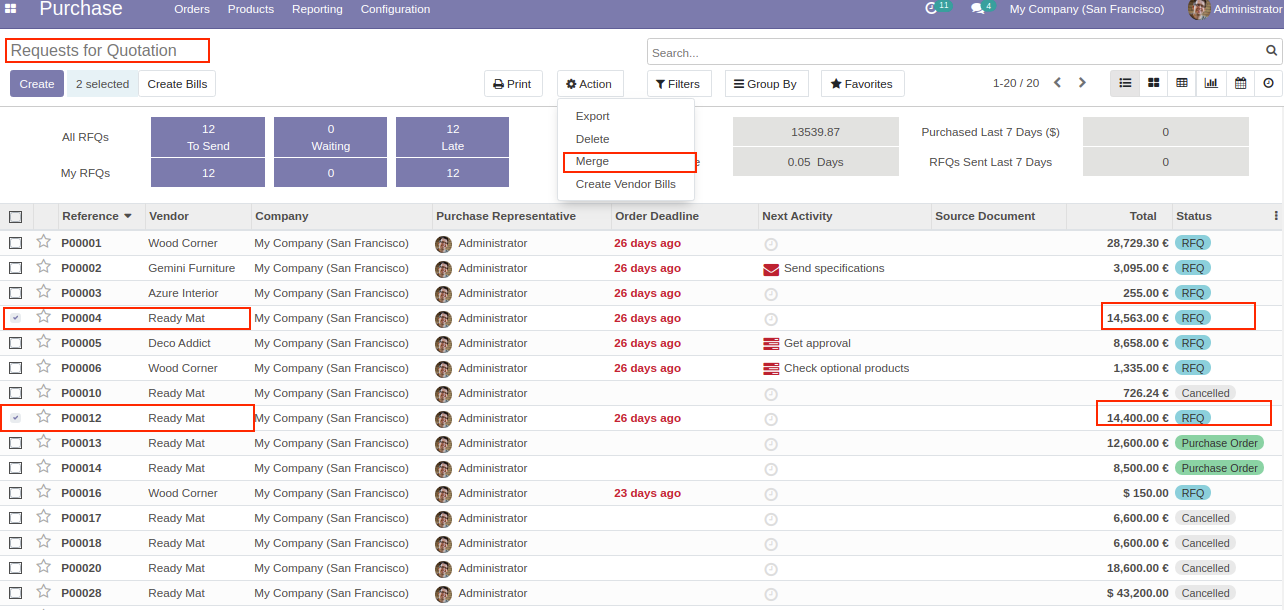 Purchase Orders Products Reporting Configuration 11 4 My Company (San Francisco) Administrator
Requests for Quotation Search...
Create 2 selected Create Bills Print Action Filters Group By Favorites 1-20 / 20
Export
Delete
Merge
Create Vendor Bills
All RFQs 12 To Send 0 Waiting 12 Late 13539.87 Purchased Last 7 Days ($) 0
My RFQs 12 0 12 0.05 Days RFQs Sent Last 7 Days 0
Reference Vendor Company Purchase Representative Order Deadline Next Activity Source Document Total Status
P00001 Wood Corner My Company (San Francisco) Administrator 26 days ago 28,729.30 € RFQ
P00002 Gemini Furniture My Company (San Francisco) Administrator 26 days ago Send specifications 3,095.00 € RFQ
P00003 Azure Interior My Company (San Francisco) Administrator 26 days ago 255.00 € RFQ
P00004 Ready Mat My Company (San Francisco) Administrator 26 days ago 14,563.00 € RFQ
P00005 Deco Addict My Company (San Francisco) Administrator 26 days ago Get approval 8,658.00 € RFQ
P00006 Wood Corner My Company (San Francisco) Administrator 26 days ago Check optional products 1,335.00 € RFQ
P00010 Ready Mat My Company (San Francisco) Administrator 726.24 € Cancelled
P00012 Ready Mat My Company (San Francisco) Administrator 26 days ago 14,400.00 € RFQ
P00013 Ready Mat My Company (San Francisco) Administrator 12,600.00 € Purchase Order
P00014 Ready Mat My Company (San Francisco) Administrator 8,500.00 € Purchase Order
P00016 Wood Corner My Company (San Francisco) Administrator 23 days ago $ 150.00 RFQ
P00017 Ready Mat My Company (San Francisco) Administrator 6,600.00 € Cancelled
P00018 Ready Mat My Company (San Francisco) Administrator 6,600.00 € Cancelled
P00020 Ready Mat My Company (San Francisco) Administrator 18,600.00 € Cancelled
P00028 Ready Mat My Company (San Francisco) Administrator $ 43,200.00 Cancelled